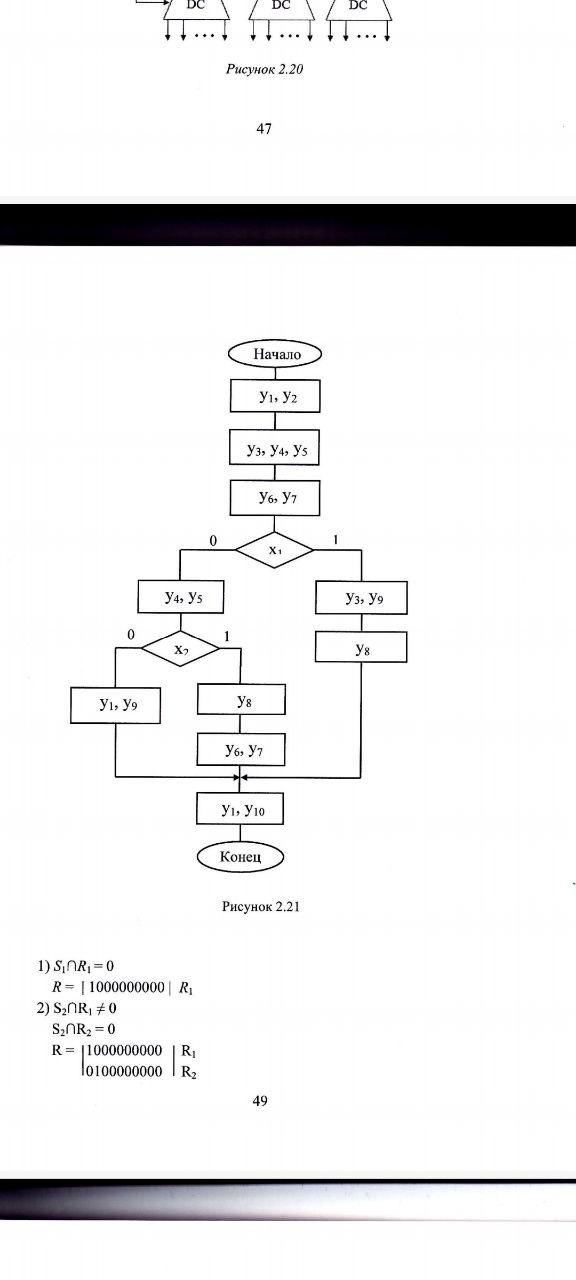 DC DC DC
Рисунок 2.20
47
Начало
y₁, y₂
y₃, y₄, y₅
y₆, y₇
0 x₁ 1
y₄, y₅ y₃, y₉
0 x₂ 1 y₈
y₁, y₉ y₈
y₆, y₇
y₁, y₁₀
Конец
Рисунок 2.21
1) S₁∩R₁ = 0
R = | 1000000000 | R₁
2) S₂∩R₁ ≠ 0
S₂∩R₂ = 0
R = |1000000000 | R₁
|0100000000 | R₂
49